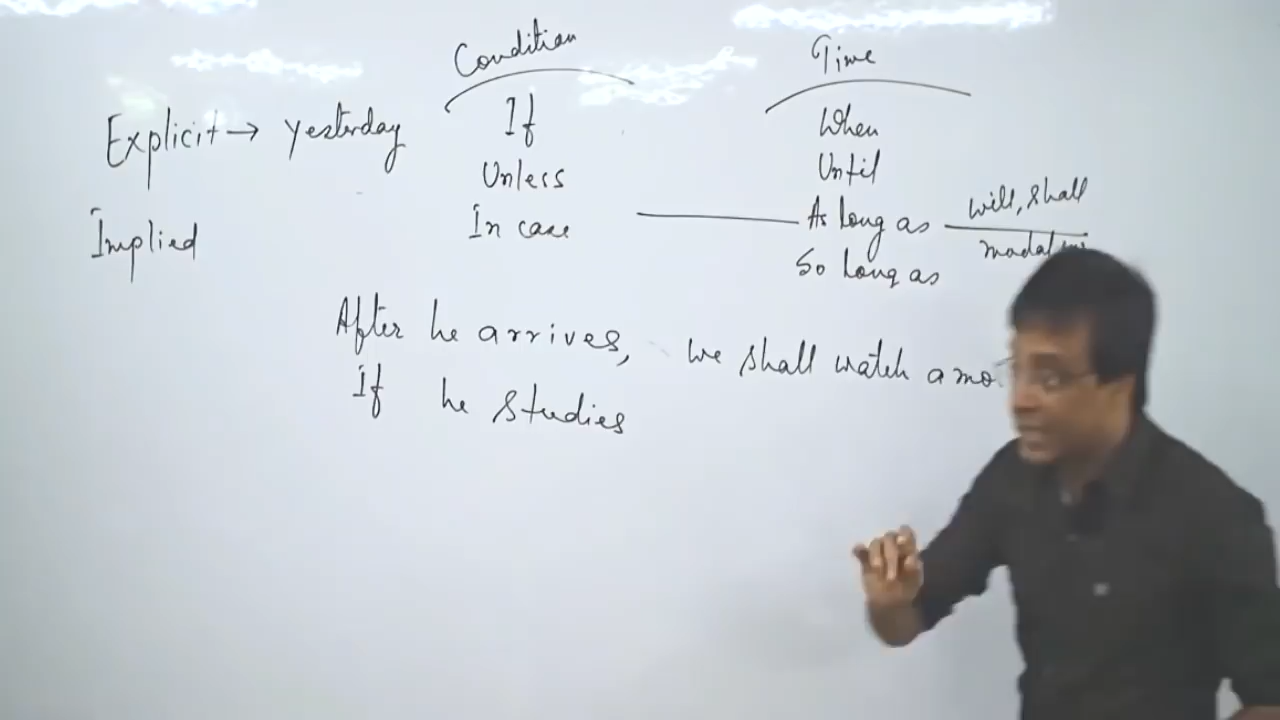 Condition
Time
Explicit → yesterday
If
When
Unless
Until
Implied
In case
As long as
will, shall
modal
So long as
After he arrives, we shall watch a
If he studies